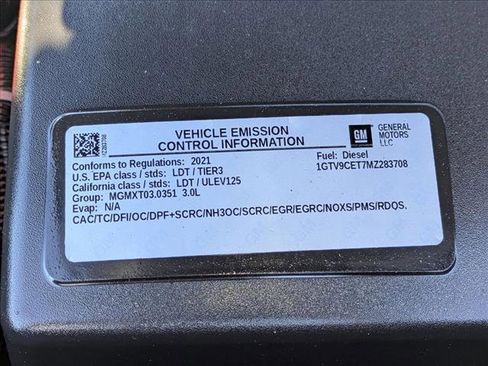 VEHICLE EMISSION
CONTROL INFORMATION
GM
GENERAL
MOTORS
LLC
Conforms to Regulations: 2021
Fuel: Diesel
U.S. EPA class / stds: LDT / TIER3
1GTV9CET7MZ283708
California class / stds: LDT / ULEV125
Group: MGMXT03.0351 3.0L
Evap: N/A
CAC/TC/DFI/OC/DPF+SCRC/NH3OC/SCRC/EGR/EGRC/NOXS/PMS/RDQS.